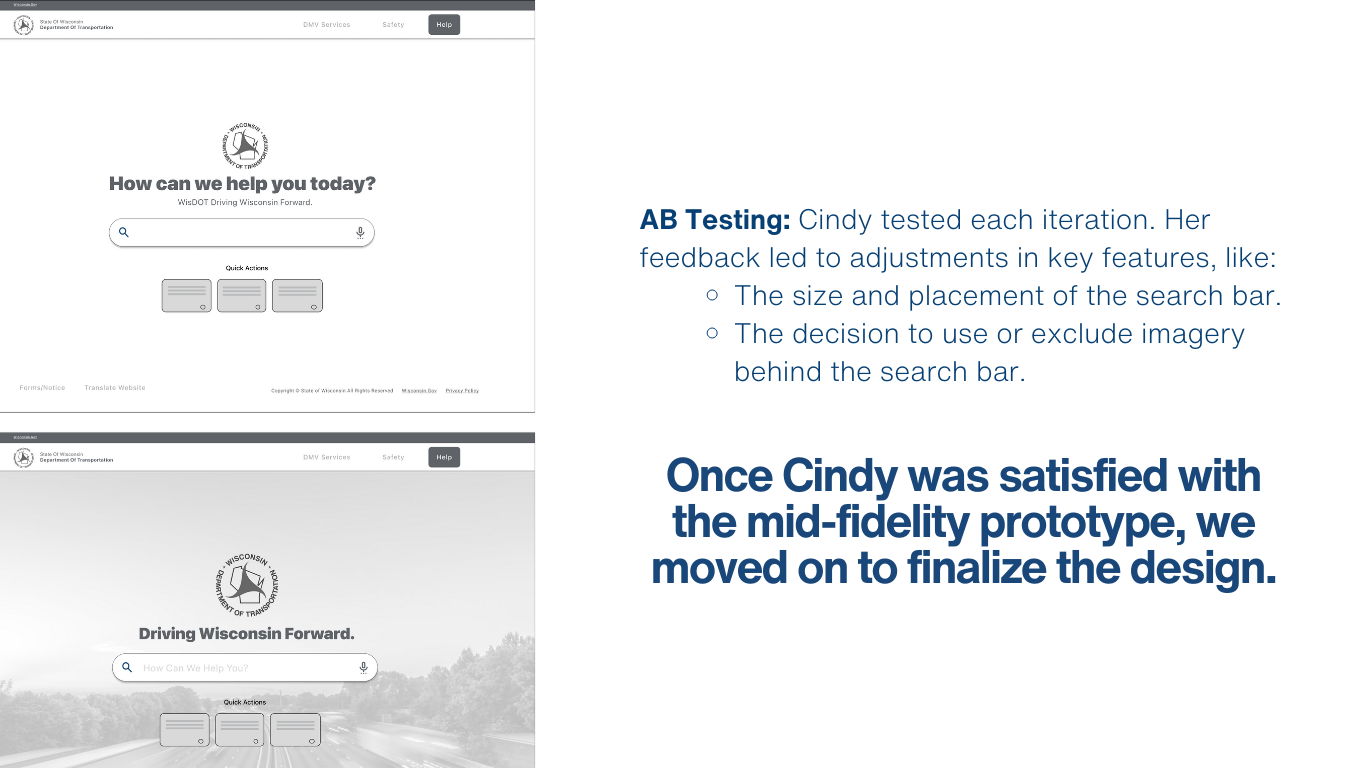 Wisconsin.Gov
State Of Wisconsin
Department Of Transportation
DMV Services
Safety
Help
WISCONSIN
DEPARTMENT OF TRANSPORTATION
How can we help you today?
WisDOT Driving Wisconsin Forward.
Quick Actions
Forms/Notice
Translate Website
Copyright © State of Wisconsin All Rights Reserved
Wisconsin.Gov
Privacy Policy
State Of Wisconsin
Department Of Transportation
DMV Services
Safety
Help
WISCONSIN
DEPARTMENT OF TRANSPORTATION
Driving Wisconsin Forward.
How Can We Help You?
Quick Actions
AB Testing: Cindy tested each iteration. Her
feedback led to adjustments in key features, like:
The size and placement of the search bar.
The decision to use or exclude imagery
behind the search bar.
Once Cindy was satisfied with
the mid-fidelity prototype, we
moved on to finalize the design.